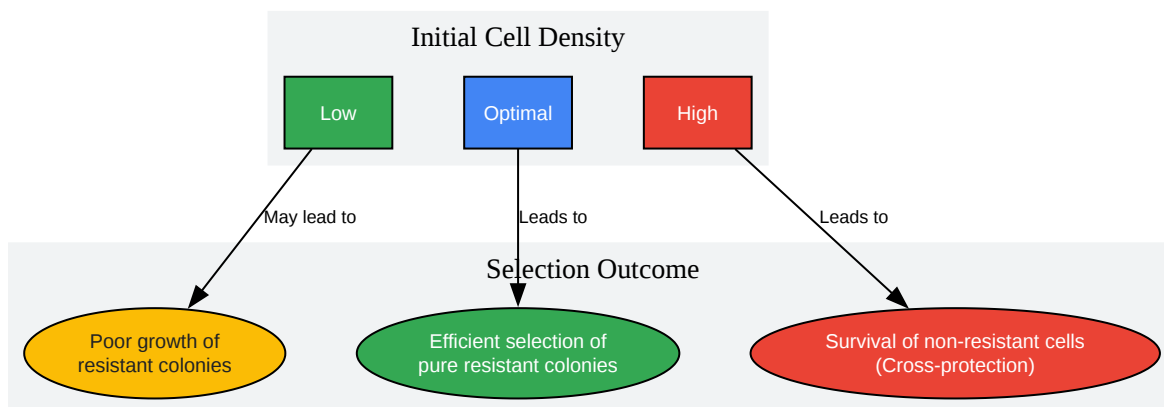 Initial Cell Density
Low
Optimal
High
May lead to
Leads to
Leads to
Selection Outcome
Poor growth of
resistant colonies
Efficient selection of
pure resistant colonies
Survival of non-resistant cells
(Cross-protection)